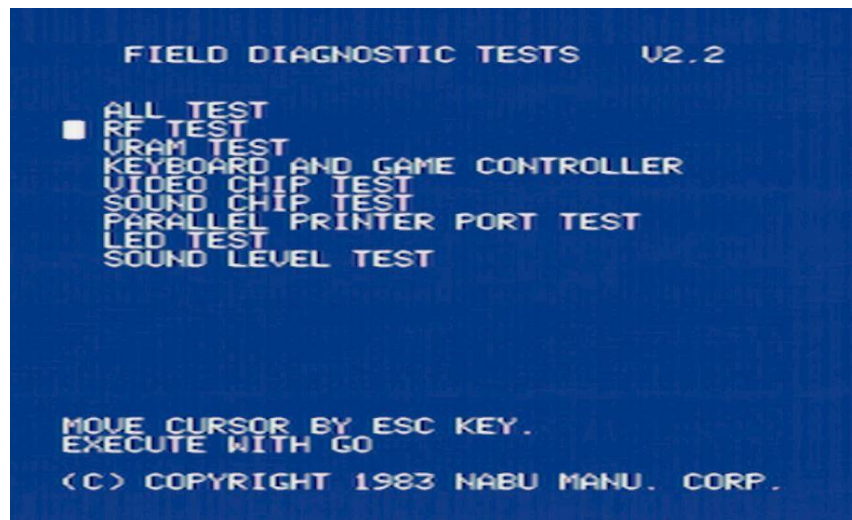 FIELD DIAGNOSTIC TESTS V2.2
ALL TEST
RF TEST
VRAM TEST
KEYBOARD AND GAME CONTROLLER
VIDEO CHIP TEST
SOUND CHIP TEST
PARALLEL PRINTER PORT TEST
LED TEST
SOUND LEVEL TEST
MOVE CURSOR BY ESC KEY.
EXECUTE WITH GO
(C) COPYRIGHT 1983 NABU MANU. CORP.